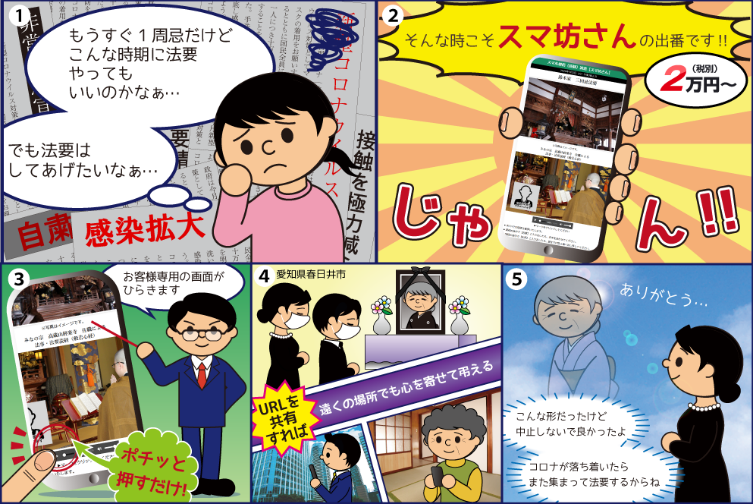 1
もうすぐ1周忌だけど
こんな時期に法要
やっても
いいのかなぁ…
でも法要は
してあげたいなぁ…
コロナウイルス
接触を極力減
要請
自粛
感染拡大
2
そんな時こそスマ坊さんの出番です!!
(税別)
2万円〜
じゃ
ん!!
3
お客様専用の画面が
ひらきます
ポチッと
押すだけ!
4
愛知県春日井市
遠くの場所でも心を寄せて弔える
URLを
共有
すれば
5
ありがとう…
こんな形だったけど
中止しないで良かったよ
コロナが落ち着いたら
また集まって法要するからね